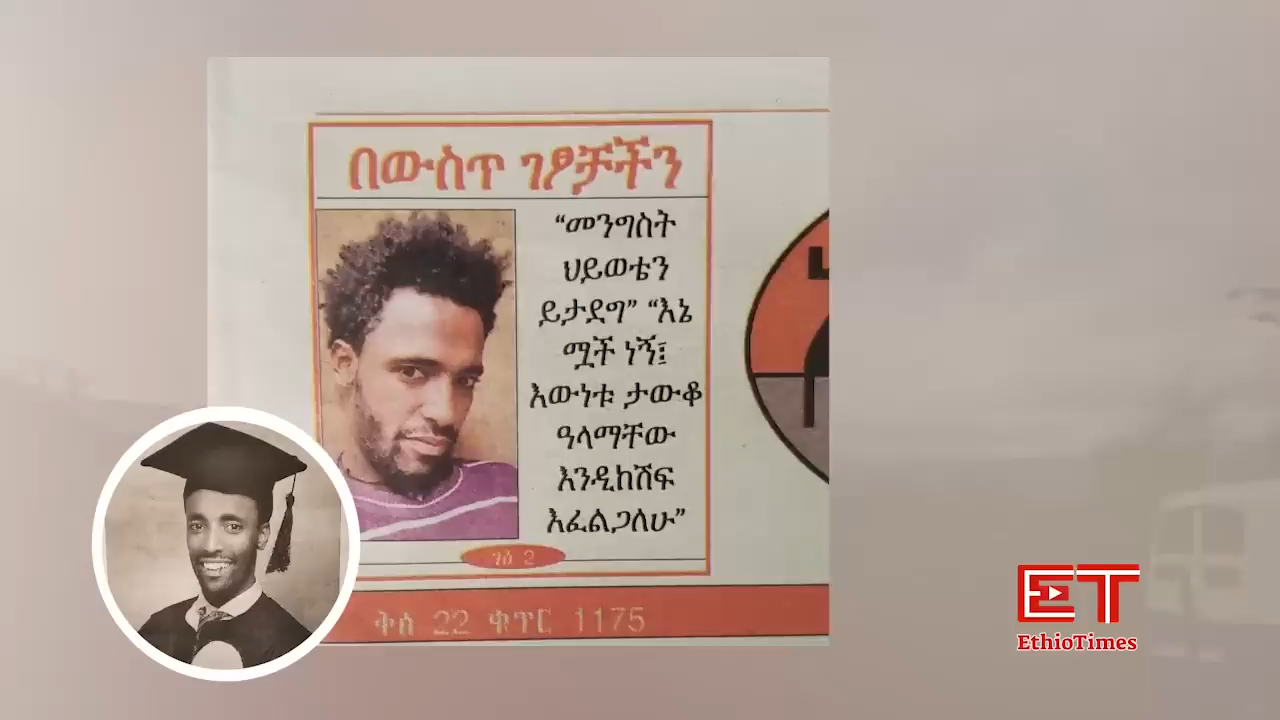 በውስጥ ገፆቻችን
“መንግስት
ህይወቴን
ይታደግ” “እኔ
ሟች ነኝ፤
እውነቱ ታውቆ
ዓላማቸው
እንዲከሽፍ
እፈልጋለሁ”
ገፅ 2
ቅፅ 22 ቁጥር 1175
ET
EthioTimes